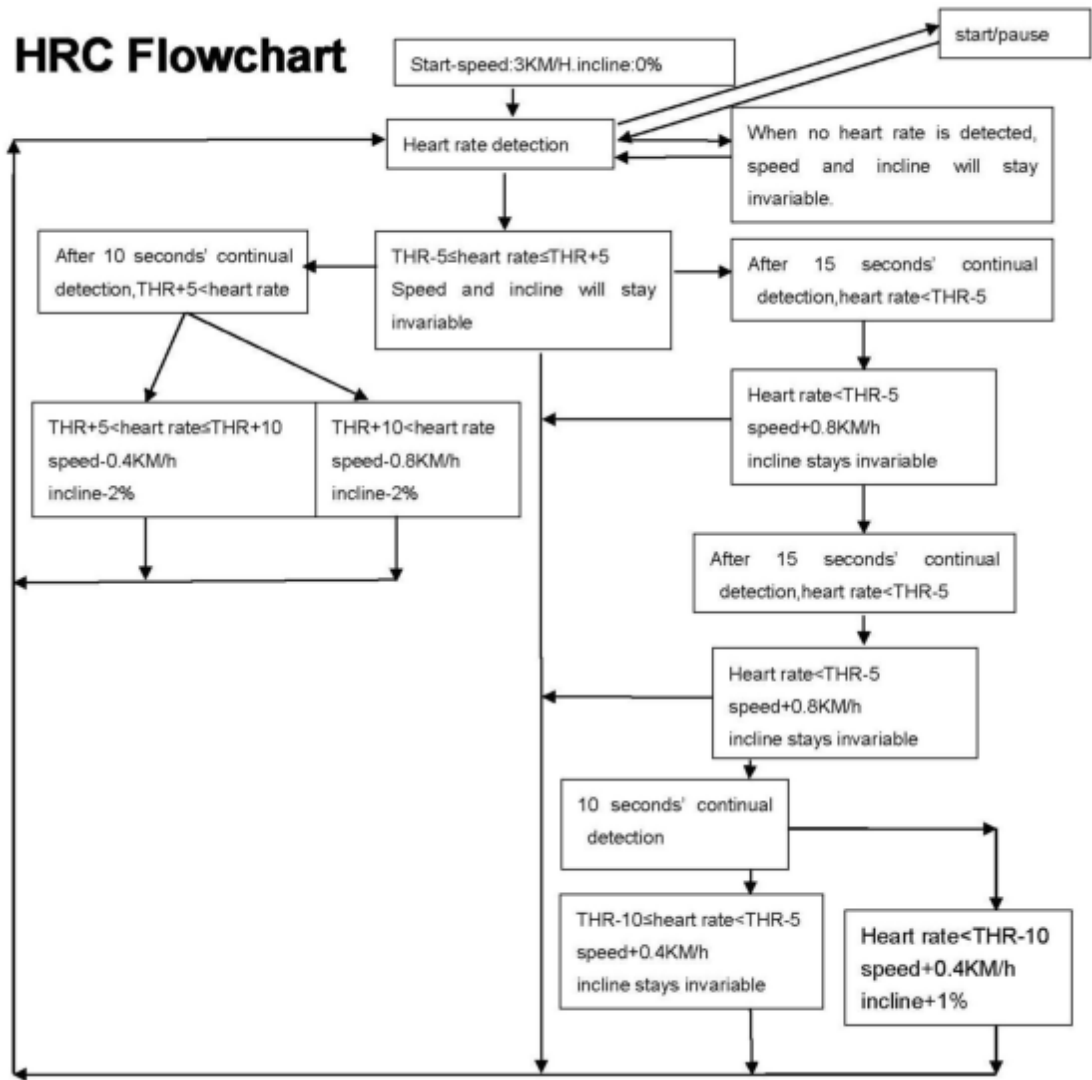 HRC Flowchart
start/pause
Start-speed:3KM/H.incline:0%
Heart rate detection
When no heart rate is detected,
speed and incline will stay
invariable.
After 10 seconds' continual
detection,THR+5<heart rate
THR-5≤heart rate≤THR+5
Speed and incline will stay
invariable
After 15 seconds' continual
detection,heart rate<THR-5
THR+5<heart rate≤THR+10
speed-0.4KM/h
incline-2%
THR+10<heart rate
speed-0.8KM/h
incline-2%
Heart rate<THR-5
speed+0.8KM/h
incline stays invariable
After 15 seconds' continual
detection,heart rate<THR-5
Heart rate<THR-5
speed+0.8KM/h
incline stays invariable
10 seconds' continual
detection
THR-10≤heart rate<THR-5
speed+0.4KM/h
incline stays invariable
Heart rate<THR-10
speed+0.4KM/h
incline+1%